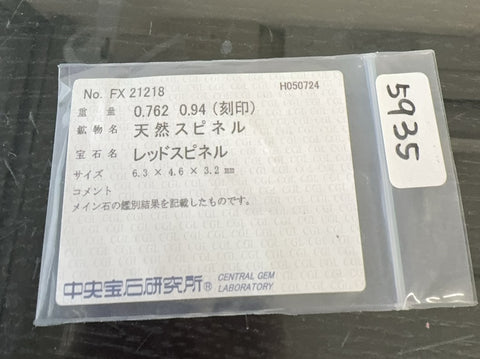 No. FX 21218
H050724
重量 0.762 0.94 (刻印)
鉱物名 天然スピネル
宝石名 レッドスピネル
サイズ 6.3 × 4.6 × 3.2 mm
コメント
メイン石の鑑別結果を記載したものです。
中央宝石研究所® CENTRAL GEM
LABORATORY
5935